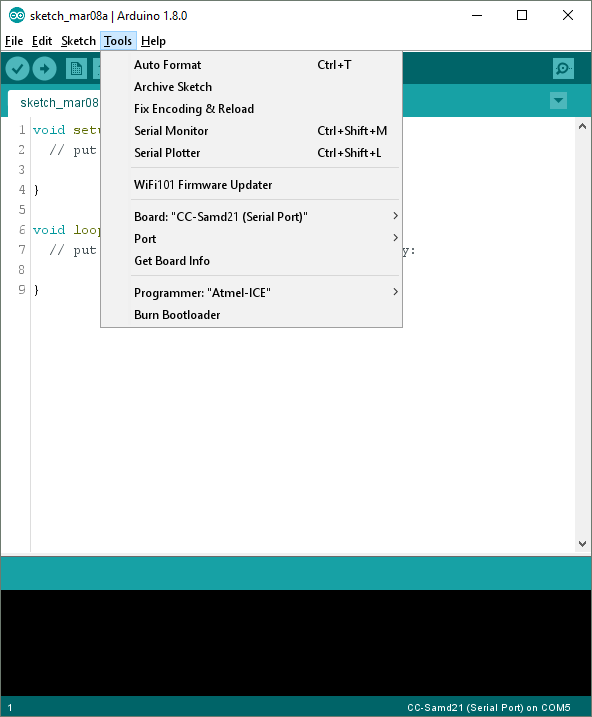 sketch_mar08a | Arduino 1.8.0
File Edit Sketch Tools Help
Auto Format Ctrl+T
Archive Sketch
Fix Encoding & Reload
Serial Monitor Ctrl+Shift+M
Serial Plotter Ctrl+Shift+L
WiFi101 Firmware Updater
Board: "CC-Samd21 (Serial Port)"
Port
Get Board Info
Programmer: "Atmel-ICE"
Burn Bootloader
sketch_mar08
1 void setu
2 // put
3
4 }
5
6 void loop
7 // put y:
8
9 }
1 CC-Samd21 (Serial Port) on COM5